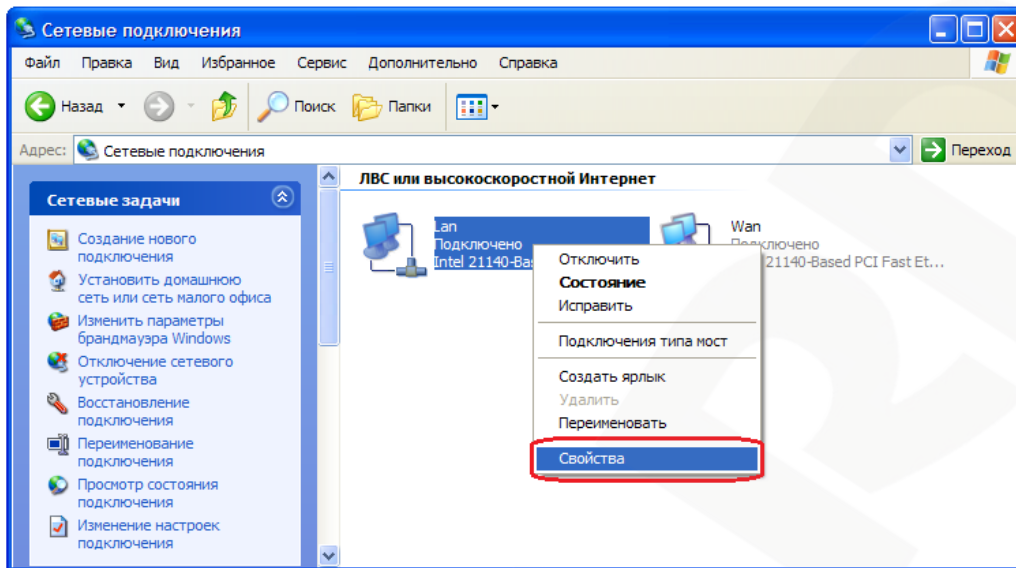 Сетевые подключения
Файл Правка Вид Избранное Сервис Дополнительно Справка
Назад Поиск Папки
Адрес: Сетевые подключения Переход
Сетевые задачи
Создание нового
подключения
Установить домашнюю
сеть или сеть малого офиса
Изменить параметры
брандмауэра Windows
Отключение сетевого
устройства
Восстановление
подключения
Переименование
подключения
Просмотр состояния
подключения
Изменение настроек
подключения
ЛВС или высокоскоростной Интернет
Lan
Подключено
Intel 21140-Bas
Wan
Подключено
21140-Based PCI Fast Et...
Отключить
Состояние
Исправить
Подключения типа мост
Создать ярлык
Удалить
Переименовать
Свойства